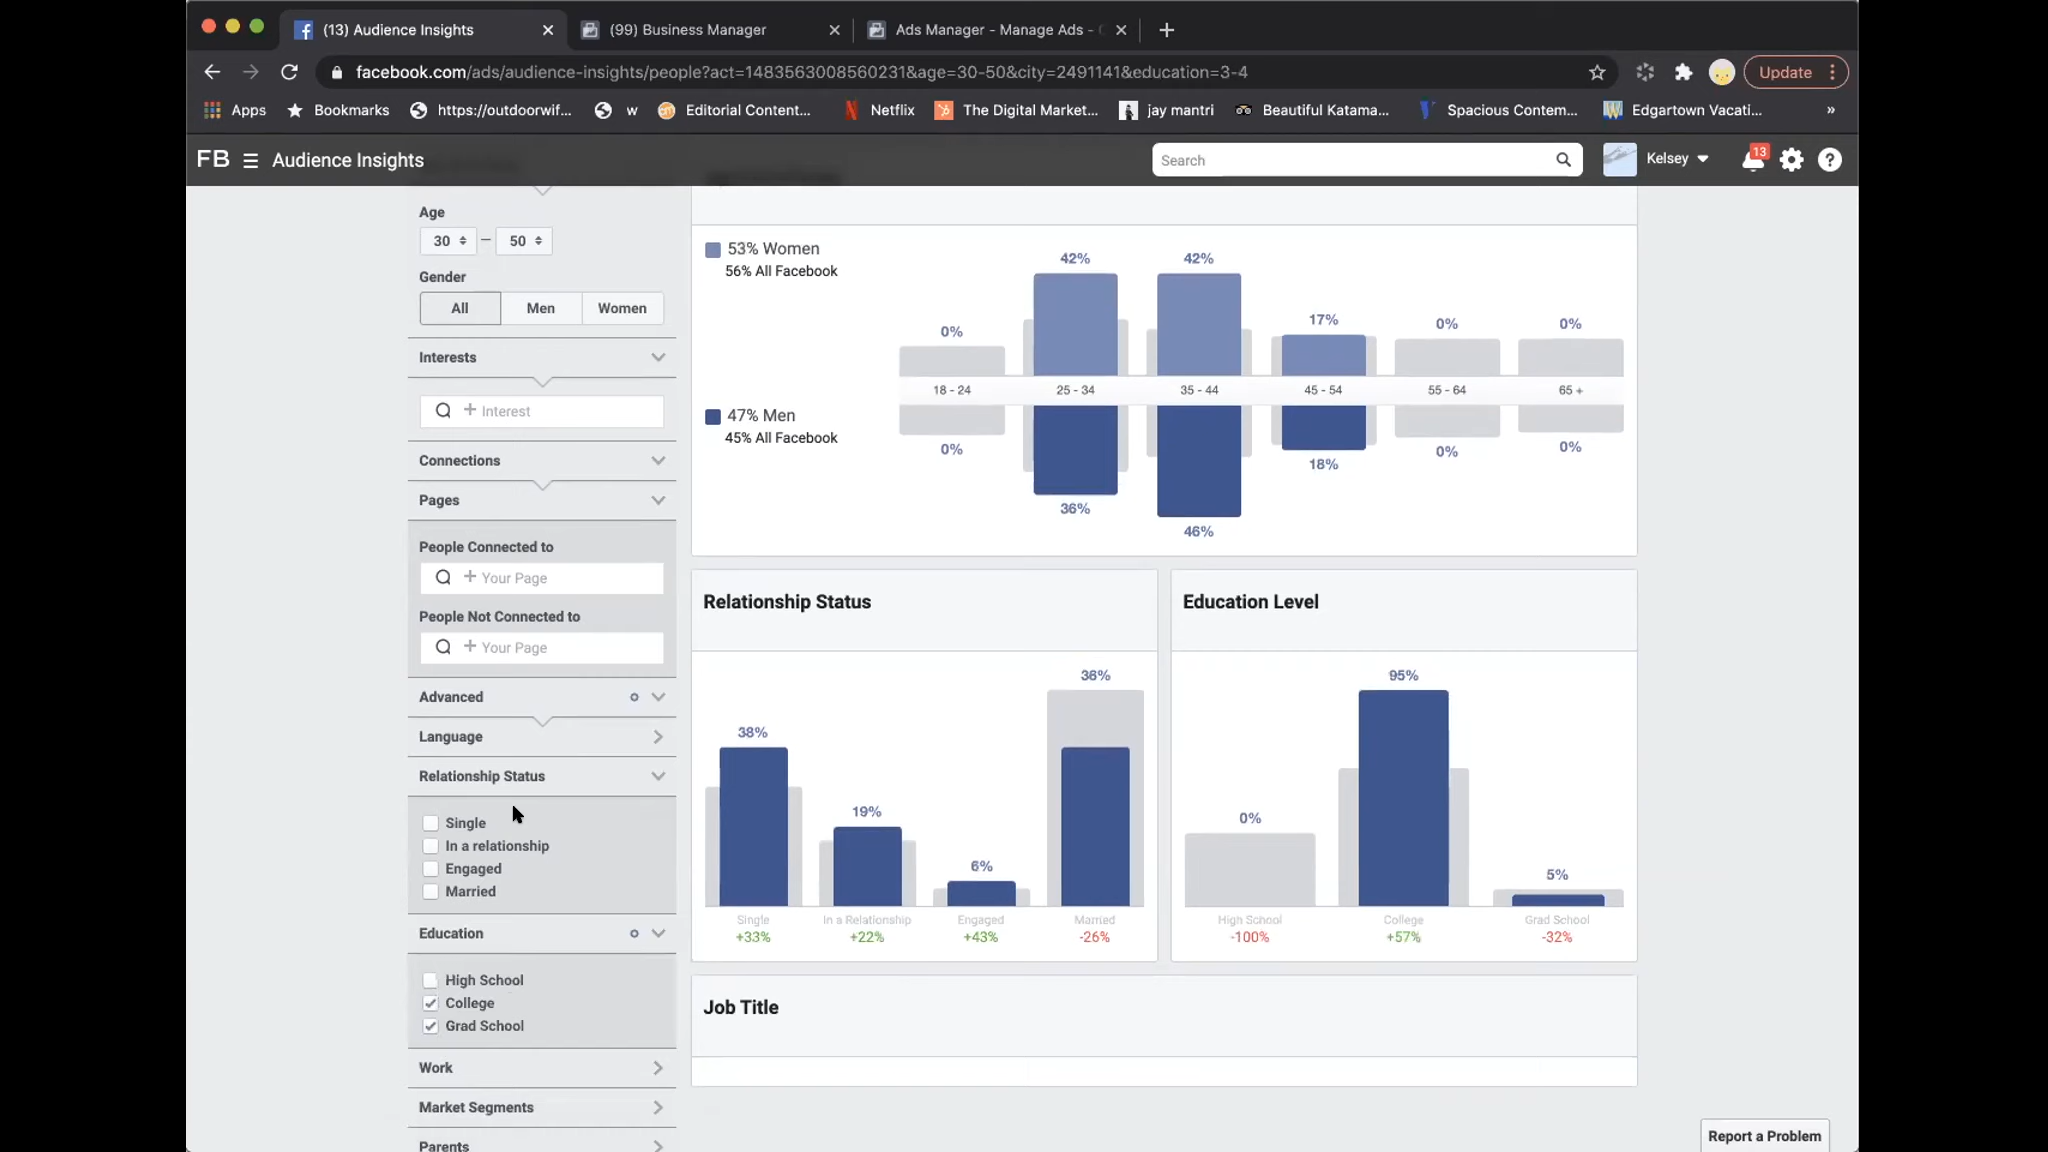 (13) Audience Insights
(99) Business Manager
Ads Manager - Manage Ads -
facebook.com/ads/audience-insights/people?act=1483563008560231&age=30-50&city=2491141&education=3-4
Update
Apps
Bookmarks
https://outdoorwif...
w
Editorial Content...
Netflix
The Digital Market...
jay mantri
Beautiful Katama...
Spacious Contem...
Edgartown Vacati...
»
FB
Audience Insights
Search
Kelsey
13
Age
30 – 50
Gender
All
Men
Women
Interests
+ Interest
Connections
Pages
People Connected to
+ Your Page
People Not Connected to
+ Your Page
Advanced
Language
Relationship Status
Single
In a relationship
Engaged
Married
Education
High School
College
Grad School
Work
Market Segments
Parents
53% Women
56% All Facebook
0%
42%
42%
17%
0%
0%
18 - 24
25 - 34
35 - 44
45 - 54
55 - 64
65 +
47% Men
45% All Facebook
0%
36%
46%
18%
0%
0%
Relationship Status
38%
19%
6%
38%
Single
In a Relationship
Engaged
Married
+33%
+22%
+43%
-26%
Education Level
0%
95%
5%
High School
College
Grad School
-100%
+57%
-32%
Job Title
Report a Problem